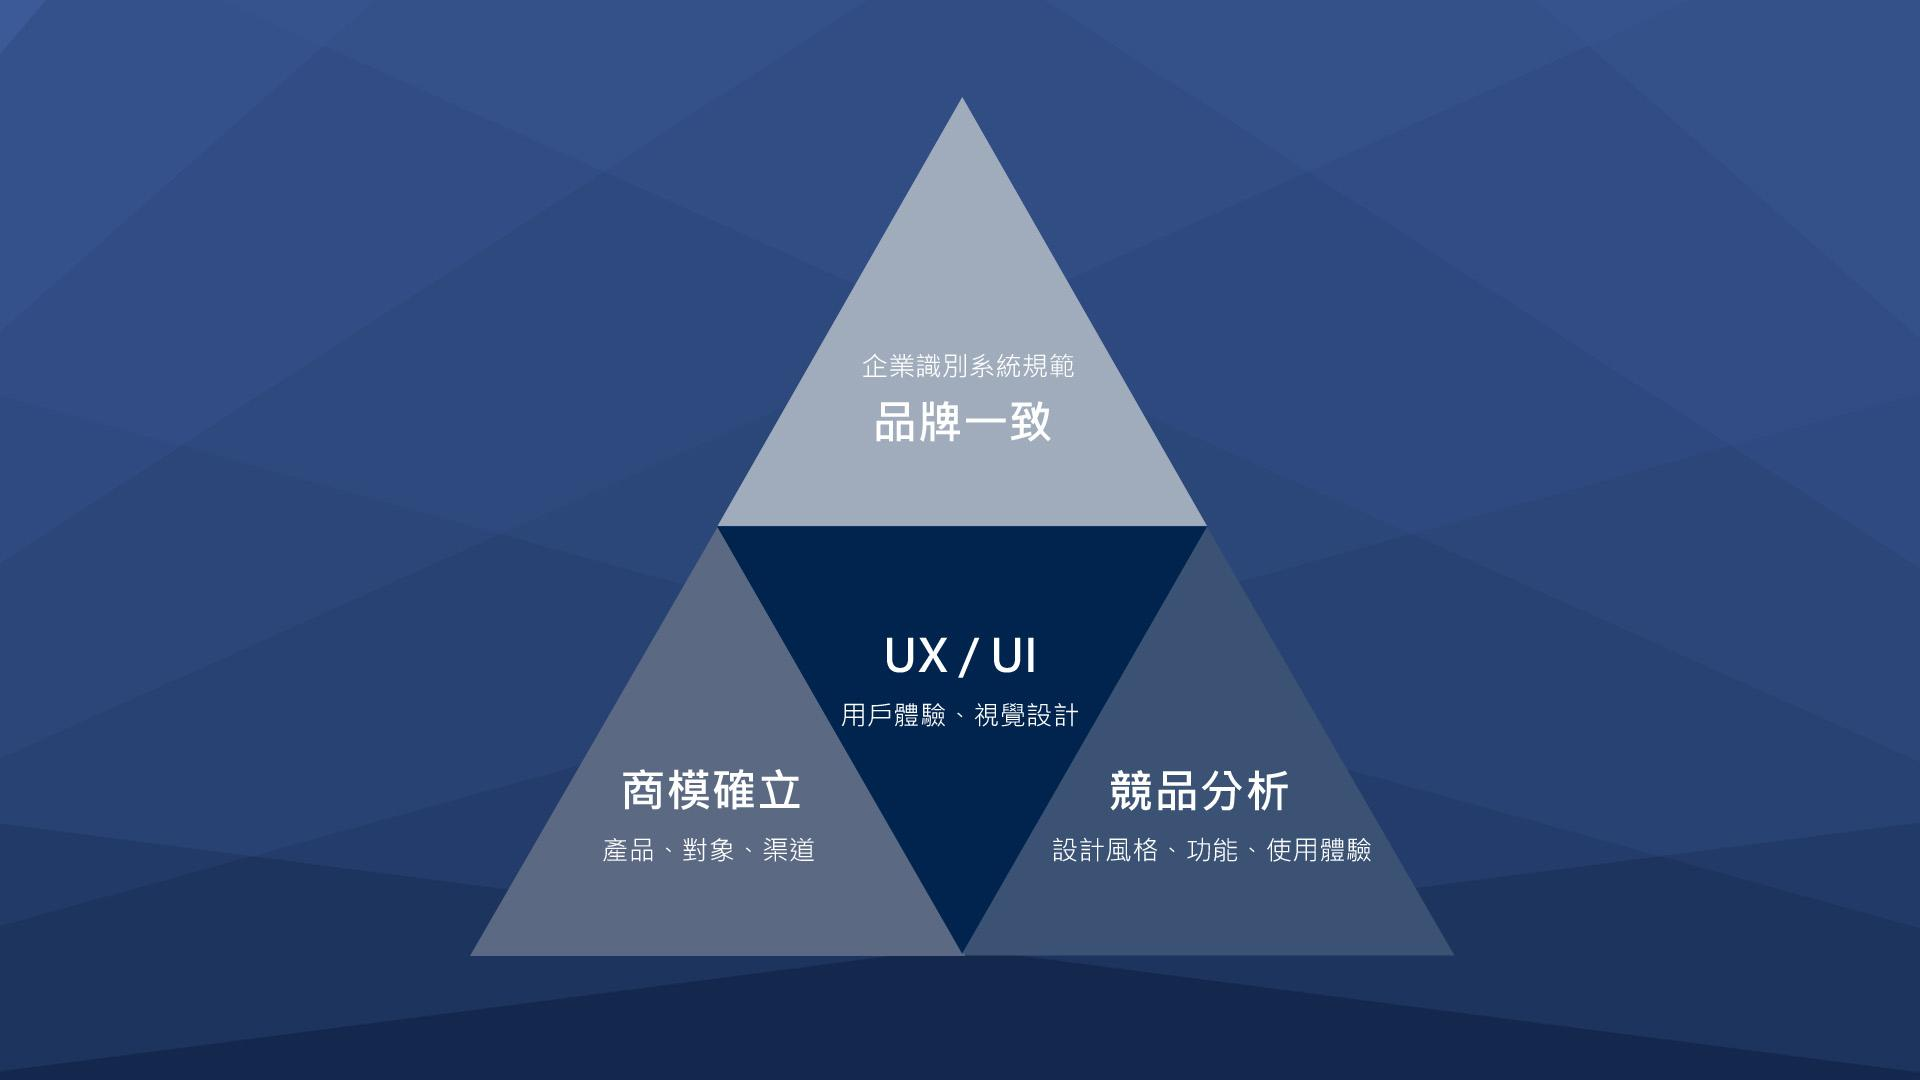 企業識別系統規範
品牌一致
UX / UI
用戶體驗、視覺設計
商模確立
產品、對象、渠道
競品分析
設計風格、功能、使用體驗